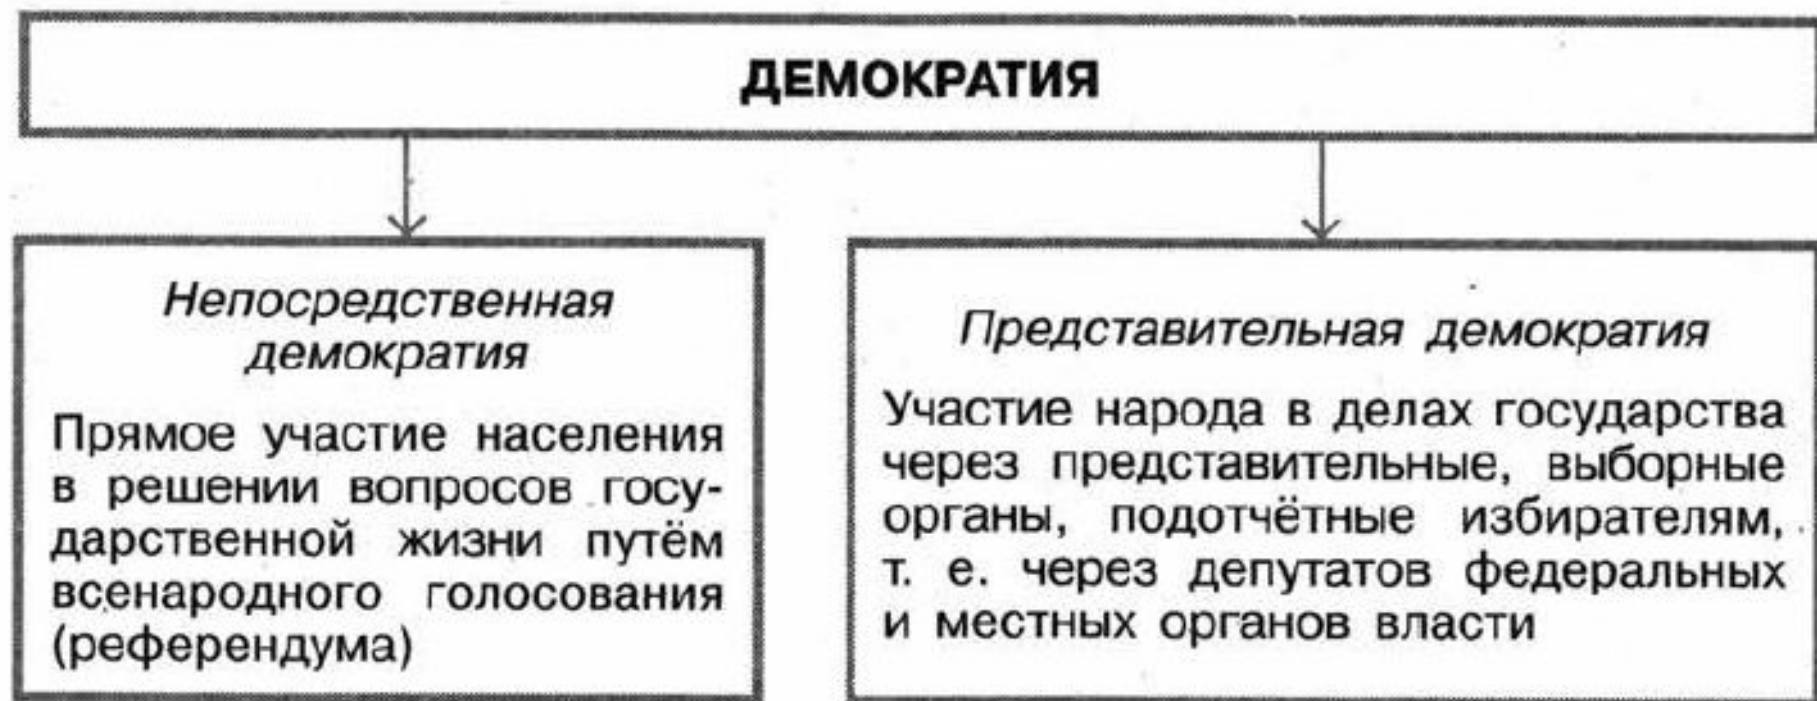 ДЕМОКРАТИЯ
Непосредственная
демократия
Прямое участие населения
в решении вопросов госу-
дарственной жизни путём
всенародного голосования
(референдума)
Представительная демократия
Участие народа в делах государства
через представительные, выборные
органы, подотчётные избирателям,
т. е. через депутатов федеральных
и местных органов власти